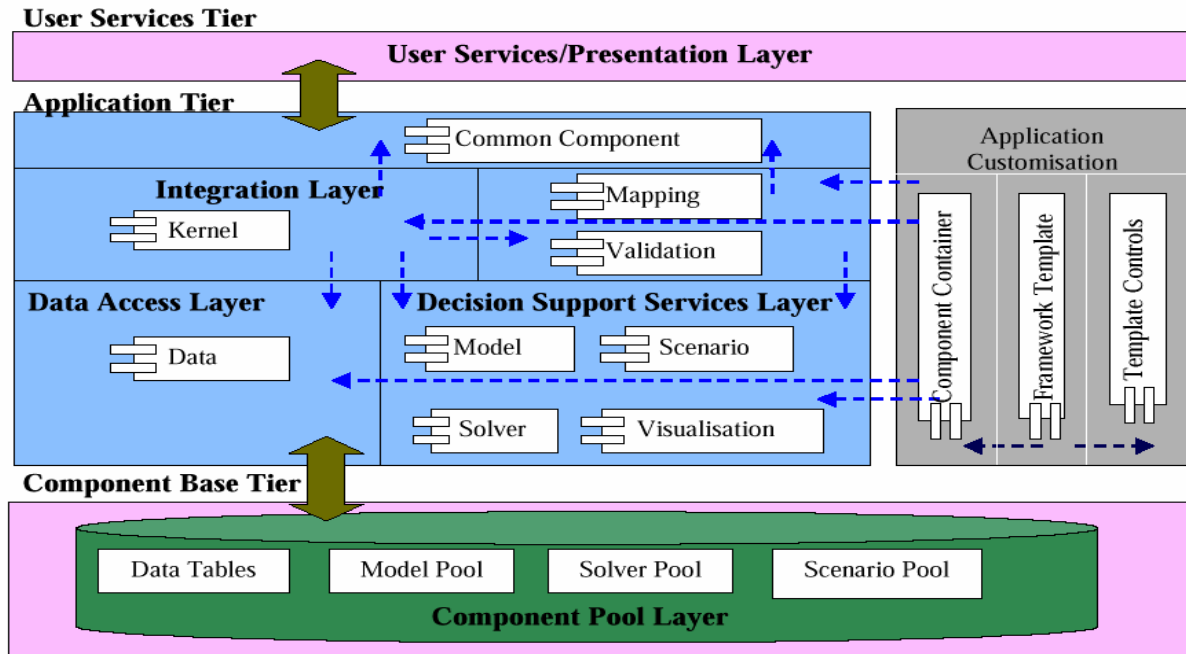 User Services Tier
User Services/Presentation Layer
Application Tier
Common Component
Application
Customisation
Integration Layer
Mapping
Kernel
Validation
Data Access Layer
Decision Support Services Layer
Model
Scenario
Data
Solver
Visualisation
Component Container
Framework Template
Template Controls
Component Base Tier
Data Tables
Model Pool
Solver Pool
Scenario Pool
Component Pool Layer